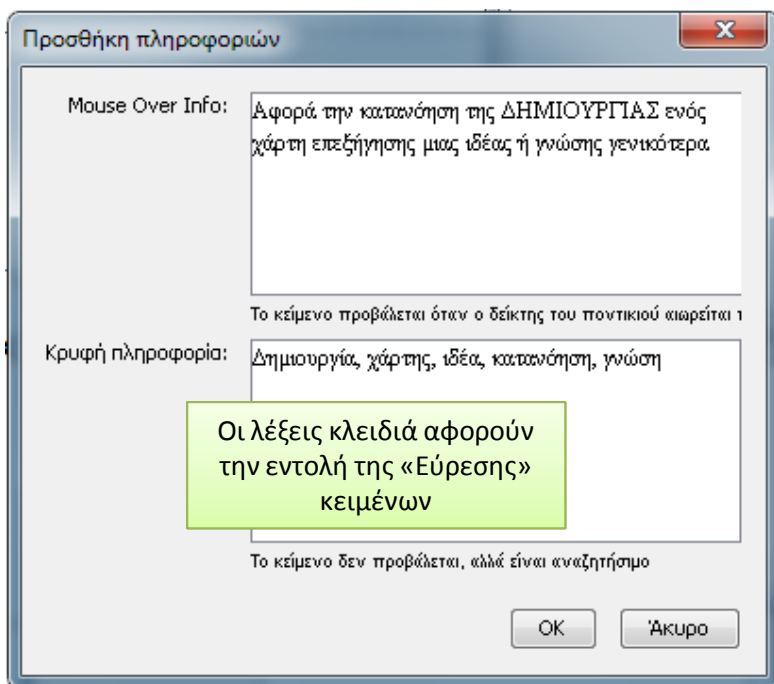 Προσθήκη πληροφοριών
Mouse Over Info:
Αφορά την κατανόηση της ΔΗΜΙΟΥΡΓΙΑΣ ενός
χάρτη επεξήγησης μιας ιδέας ή γνώσης γενικότερα
Το κείμενο προβάλεται όταν ο δείκτης του ποντικιού αιωρείται
Κρυφή πληροφορία:
Δημιουργία, χάρτης, ιδέα, κατανόηση, γνώση
Οι λέξεις κλειδιά αφορούν
την εντολή της «Εύρεσης»
κειμένων
Το κείμενο δεν προβάλεται, αλλά είναι αναζητήσιμο
OK
Άκυρο